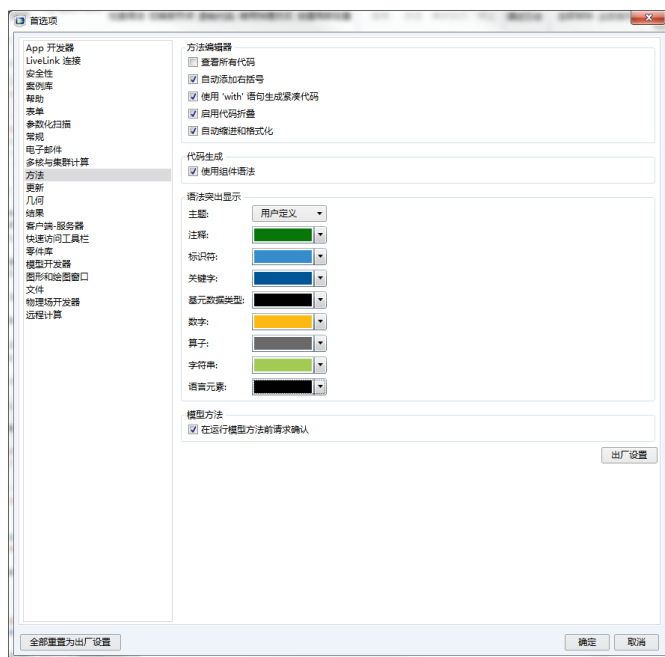 首选项
App 开发器
LiveLink 连接
安全性
案例库
帮助
表单
参数化扫描
常规
电子邮件
多核与集群计算
方法
更新
几何
结果
客户端-服务器
快速访问工具栏
零件库
模型开发器
图形和绘图窗口
文件
物理场开发器
远程计算
方法编辑器
查看所有代码
自动添加右括号
使用 'with' 语句生成紧凑代码
启用代码折叠
自动缩进和格式化
代码生成
使用组件语法
语法突出显示
主题: 用户定义
注释:
标识符:
关键字:
基元数据类型:
数字:
算子:
字符串:
语言元素:
模型方法
在运行模型方法前请求确认
出厂设置
全部重置为出厂设置 确定 取消